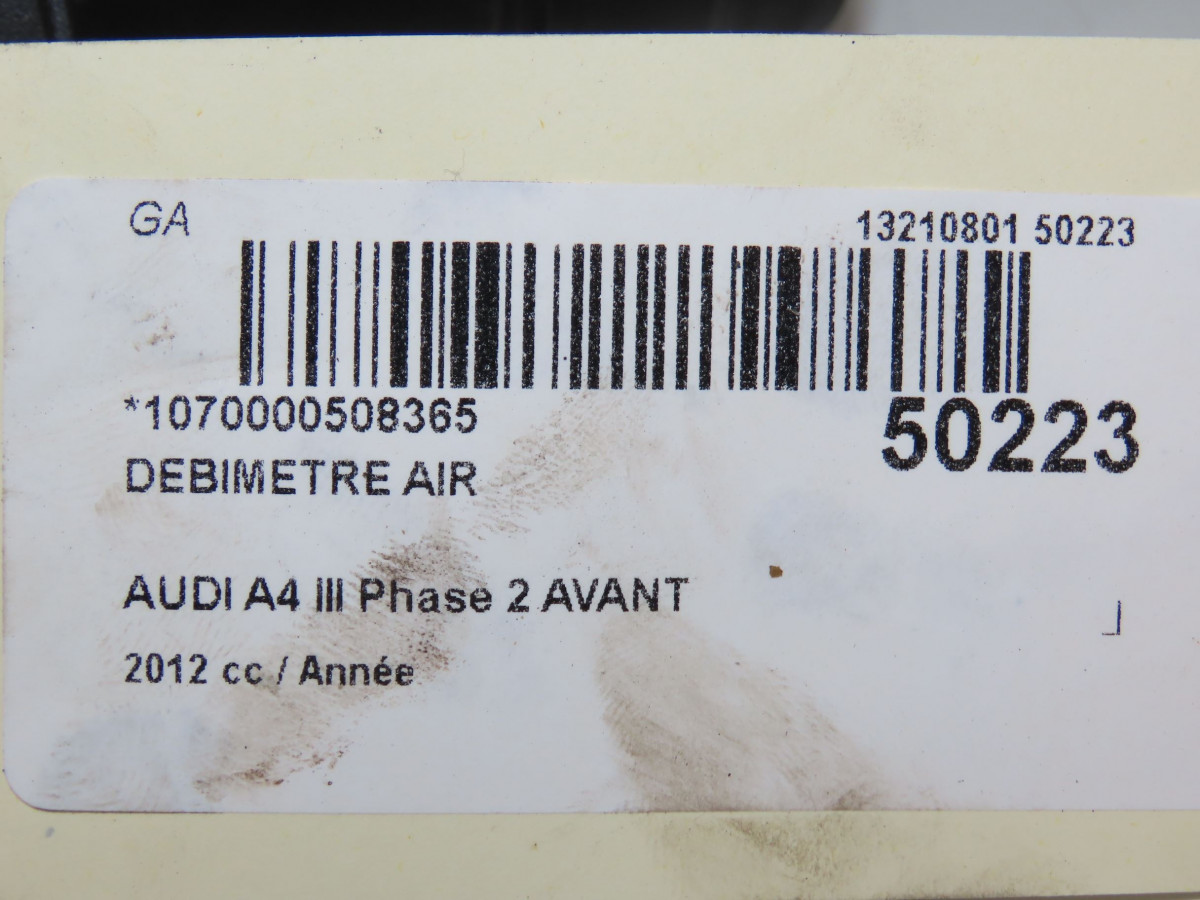 GA
13210801 50223
*1070000508365
50223
DEBIMETRE AIR
AUDI A4 III Phase 2 AVANT
2012 cc / Année